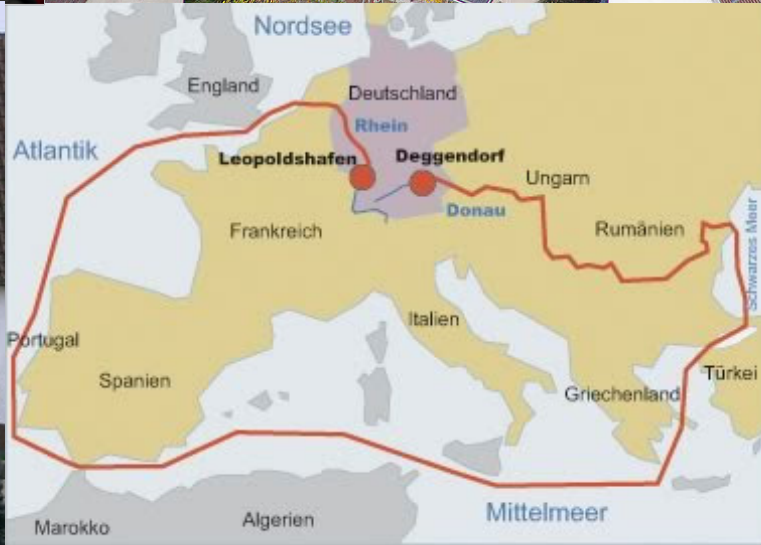 Nordsee
England
Deutschland
Rhein
Atlantik
Leopoldshafen
Deggendorf
Ungarn
Donau
Frankreich
Rumänien
Schwarzes Meer
Italien
Portugal
Spanien
Griechenland
Türkei
Mittelmeer
Algerien
Marokko